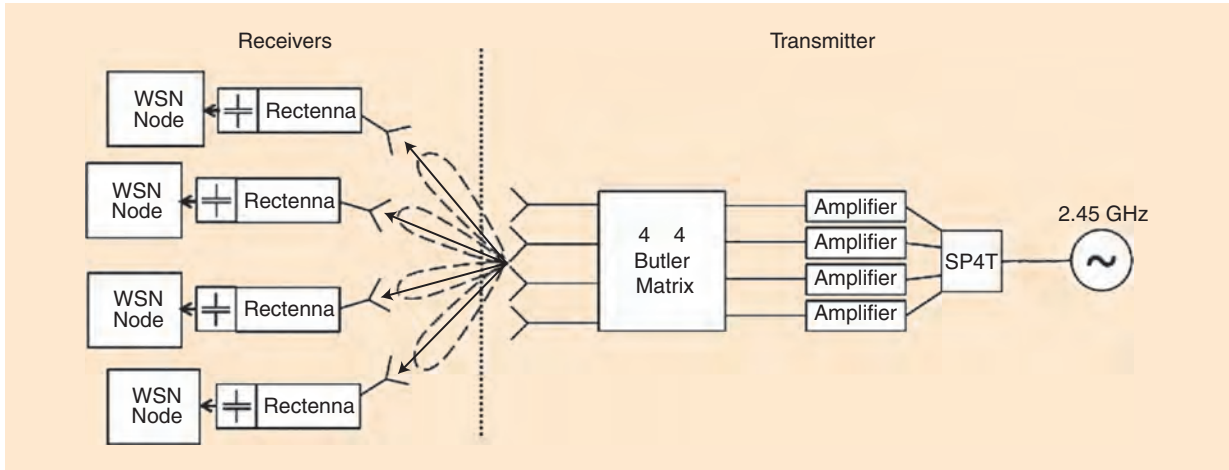 Receivers
Transmitter
WSN
Node
Rectenna
WSN
Node
Rectenna
WSN
Node
Rectenna
WSN
Node
Rectenna
4 4
Butler
Matrix
Amplifier
Amplifier
Amplifier
Amplifier
SP4T
2.45 GHz
~